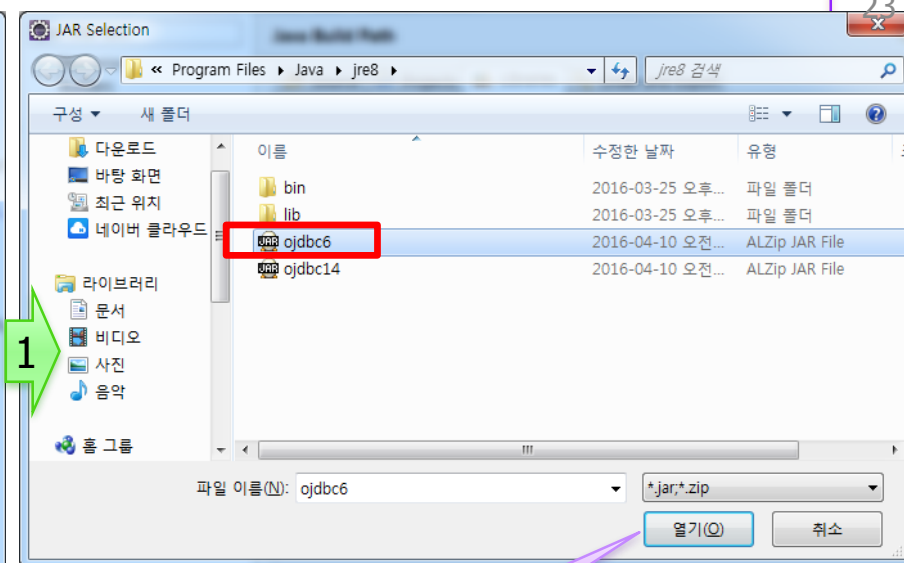 23
JAR Selection
Java Build Path
« Program Files ▸ Java ▸ jre8 ▸
jre8 검색
구성 ▼ 새 폴더
이름 수정한 날짜 유형
다운로드
바탕 화면
최근 위치
네이버 클라우드
라이브러리
문서
비디오
사진
음악
홈 그룹
bin 2016-03-25 오후... 파일 폴더
lib 2016-03-25 오후... 파일 폴더
ojdbc6 2016-04-10 오전... ALZip JAR File
ojdbc14 2016-04-10 오전... ALZip JAR File
1
파일 이름(N): ojdbc6 *.jar;*.zip
열기(O) 취소